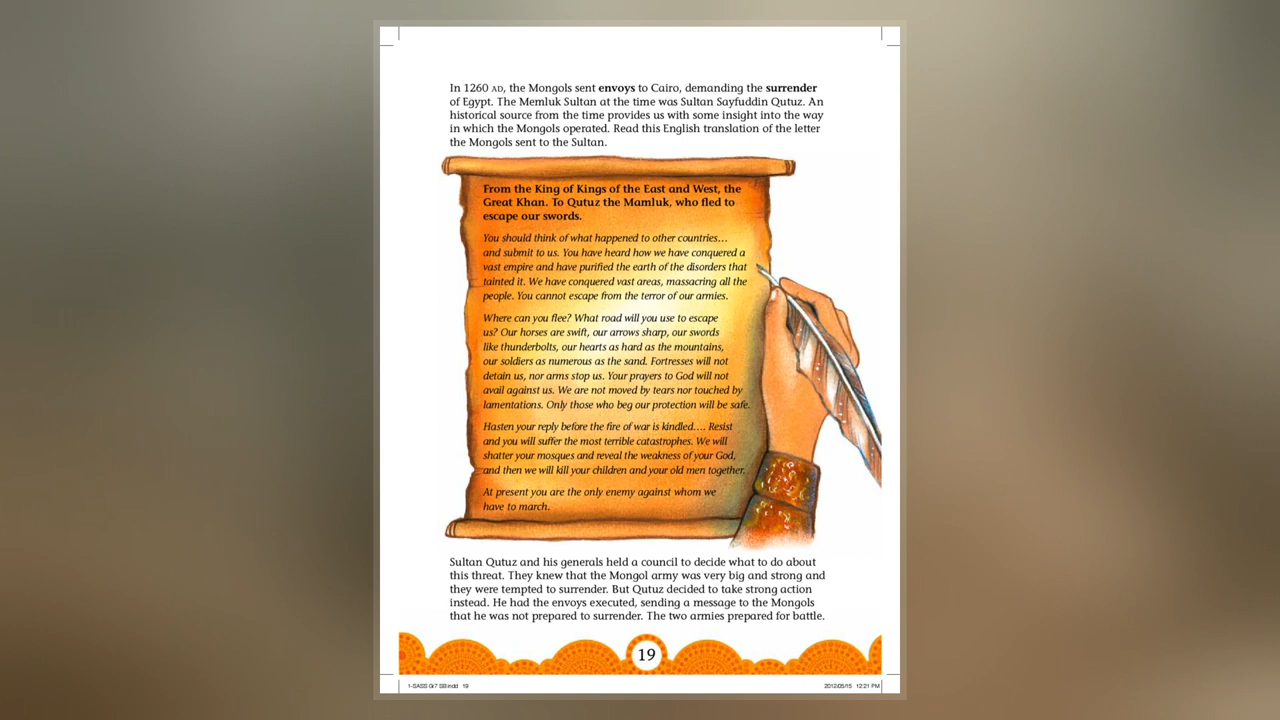 In 1260 AD, the Mongols sent envoys to Cairo, demanding the surrender
of Egypt. The Memluk Sultan at the time was Sultan Sayfuddin Qutuz. An
historical source from the time provides us with some insight into the way
in which the Mongols operated. Read this English translation of the letter
the Mongols sent to the Sultan.
From the King of Kings of the East and West, the
Great Khan. To Qutuz the Mamluk, who fled to
escape our swords.
You should think of what happened to other countries…
and submit to us. You have heard how we have conquered a
vast empire and have purified the earth of the disorders that
tainted it. We have conquered vast areas, massacring all the
people. You cannot escape from the terror of our armies.
Where can you flee? What road will you use to escape
us? Our horses are swift, our arrows sharp, our swords
like thunderbolts, our hearts as hard as the mountains,
our soldiers as numerous as the sand. Fortresses will not
detain us, nor arms stop us. Your prayers to God will not
avail against us. We are not moved by tears nor touched by
lamentations. Only those who beg our protection will be safe.
Hasten your reply before the fire of war is kindled…. Resist
and you will suffer the most terrible catastrophes. We will
shatter your mosques and reveal the weakness of your God,
and then we will kill your children and your old men together.
At present you are the only enemy against whom we
have to march.
Sultan Qutuz and his generals held a council to decide what to do about
this threat. They knew that the Mongol army was very big and strong and
they were tempted to surrender. But Qutuz decided to take strong action
instead. He had the envoys executed, sending a message to the Mongols
that he was not prepared to surrender. The two armies prepared for battle.
19
1-SASS Gr7 SB.indd 19 2012/05/15 12:21 PM